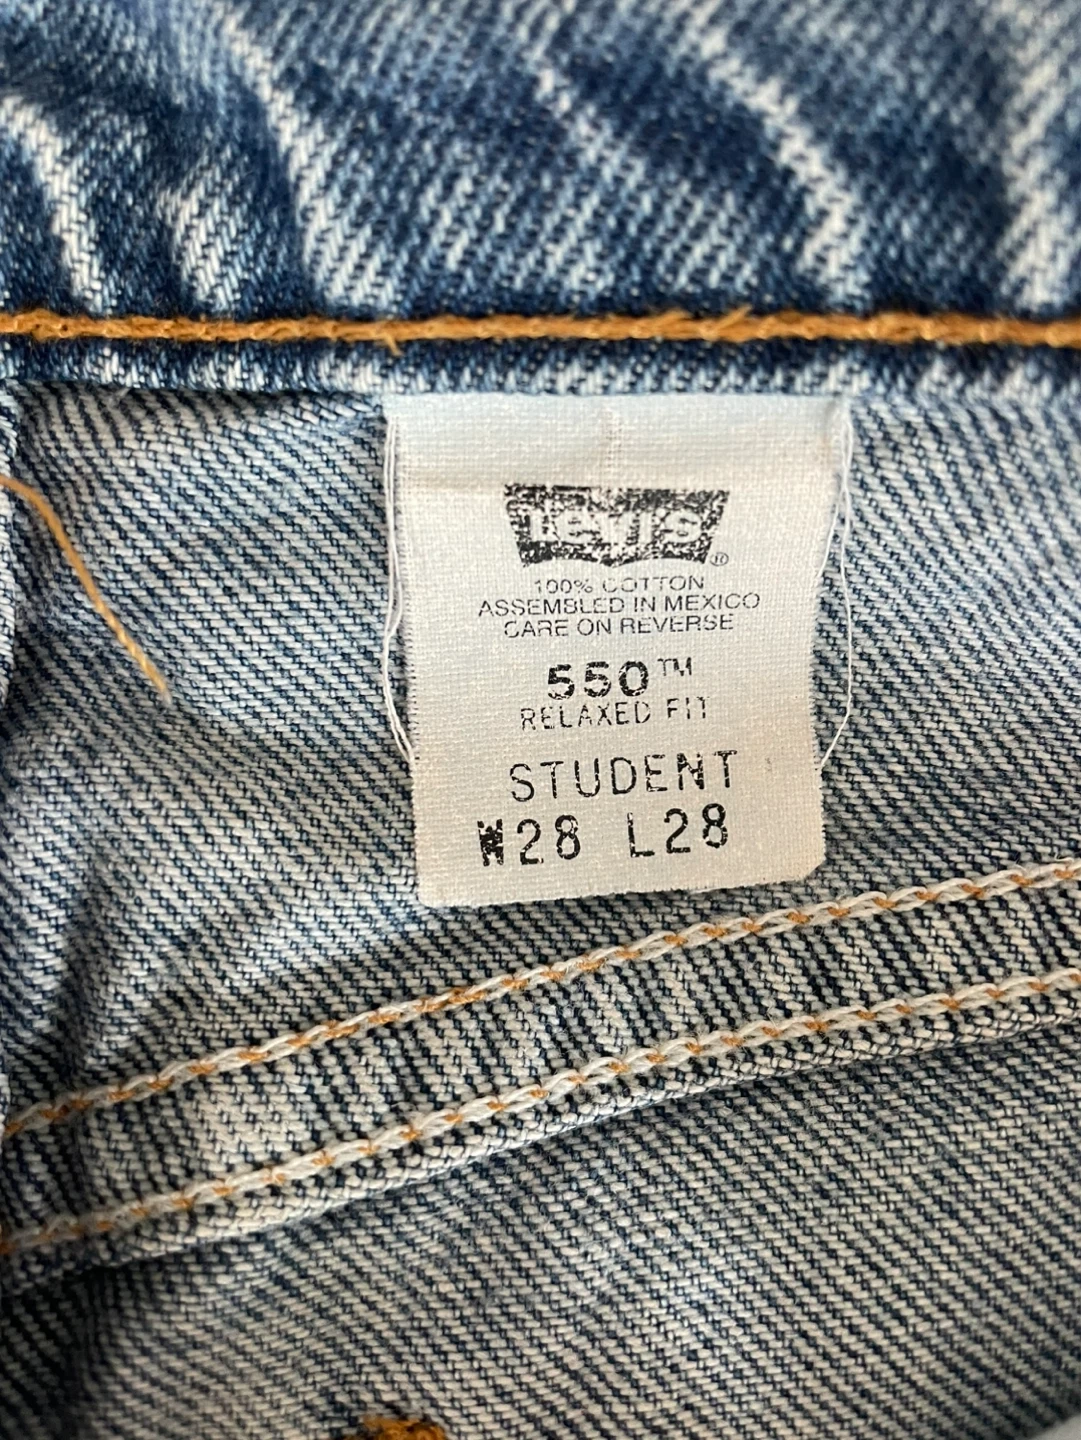 Levi's ®
100% COTTON
ASSEMBLED IN MEXICO
CARE ON REVERSE
550™
RELAXED FIT
STUDENT
W28 L28